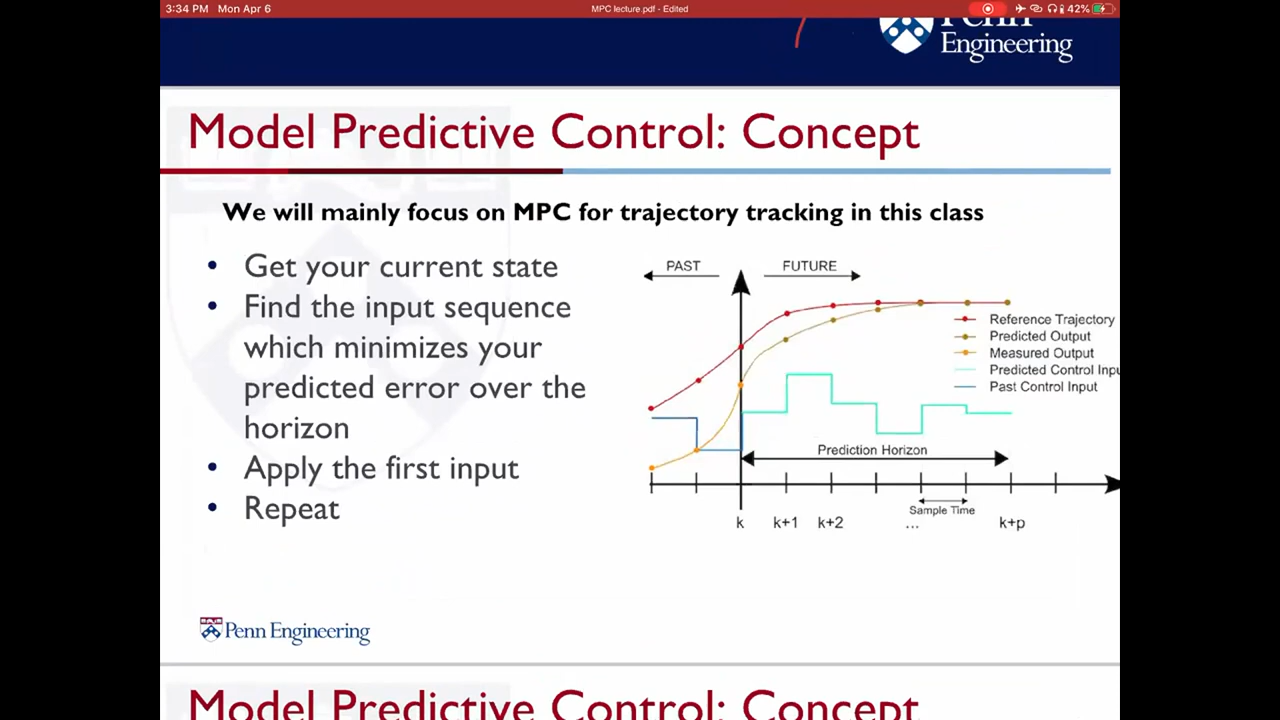 3:34 PM Mon Apr 6
MPC lecture pdf - Edited
42%
Penn
Engineering
Model Predictive Control: Concept
We will mainly focus on MPC for trajectory tracking in this class
• Get your current state
• Find the input sequence
which minimizes your
predicted error over the
horizon
• Apply the first input
• Repeat
PAST
FUTURE
Reference Trajectory
Predicted Output
Measured Output
Predicted Control Inpu
Past Control Input
Prediction Horizon
Sample Time
k
k+1
k+2
...
k+p
Penn Engineering
Model Predictive Control: Concept